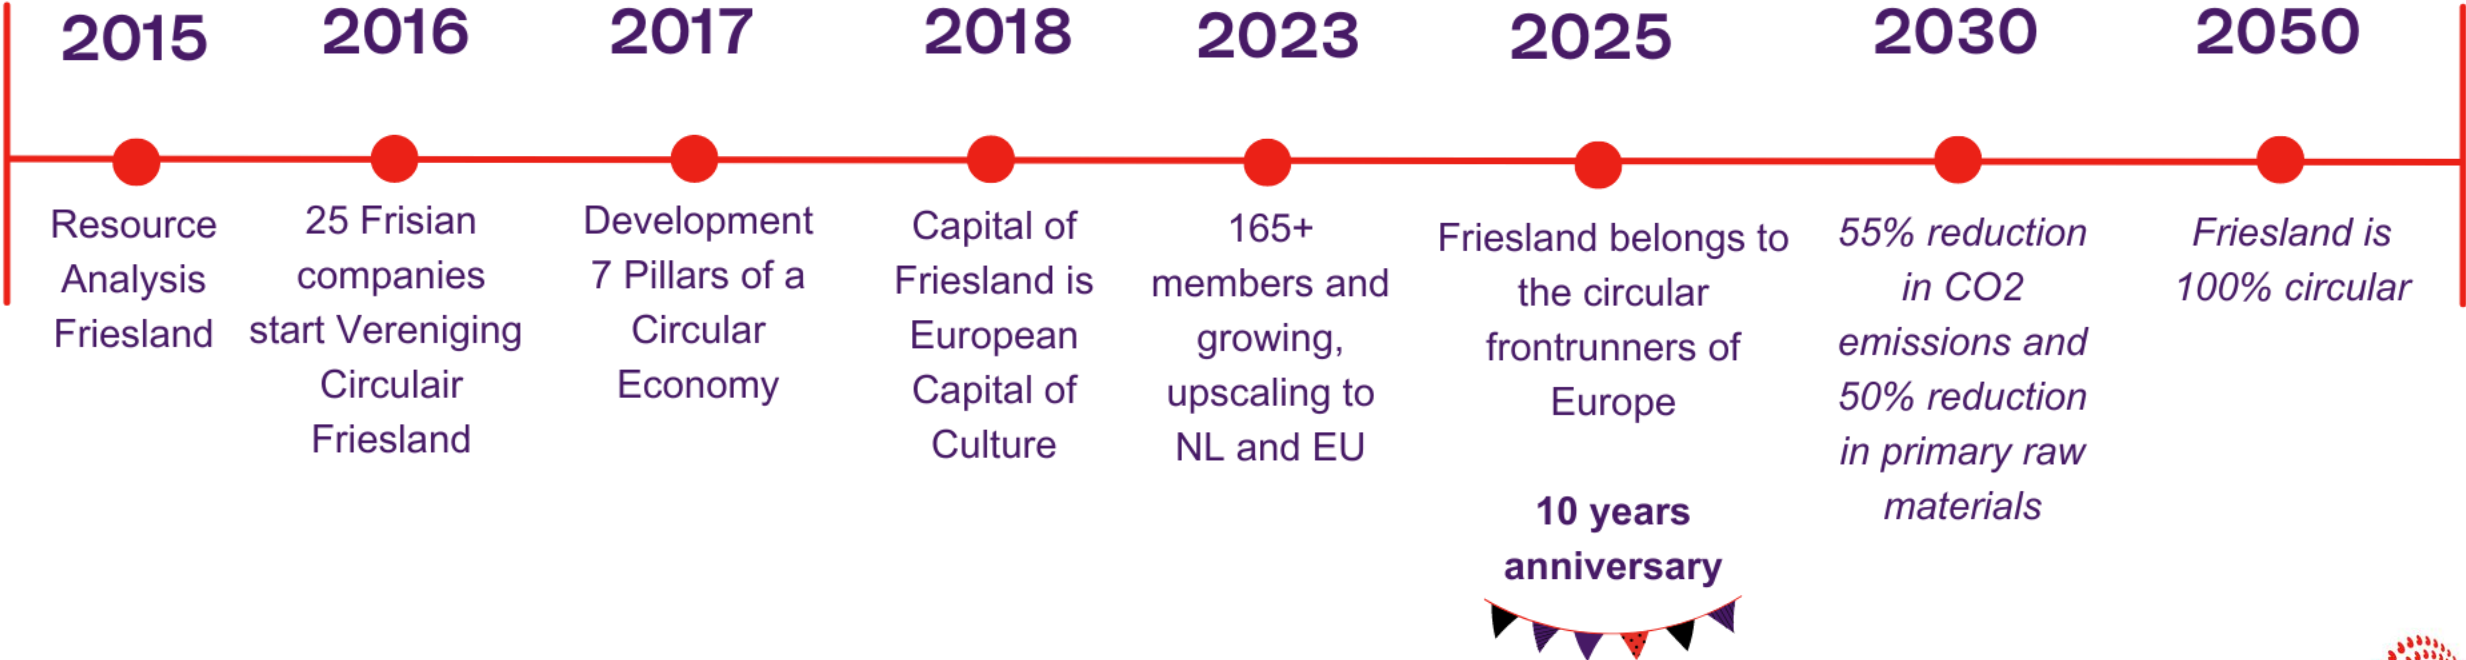 2015
Resource
Analysis
Friesland
2016
25 Frisian
companies
start Vereniging
Circulair
Friesland
2017
Development
7 Pillars of a
Circular
Economy
2018
Capital of
Friesland is
European
Capital of
Culture
2023
165+
members and
growing,
upscaling to
NL and EU
2025
Friesland belongs to
the circular
frontrunners of
Europe
10 years
anniversary
2030
55% reduction
in CO2
emissions and
50% reduction
in primary raw
materials
2050
Friesland is
100% circular